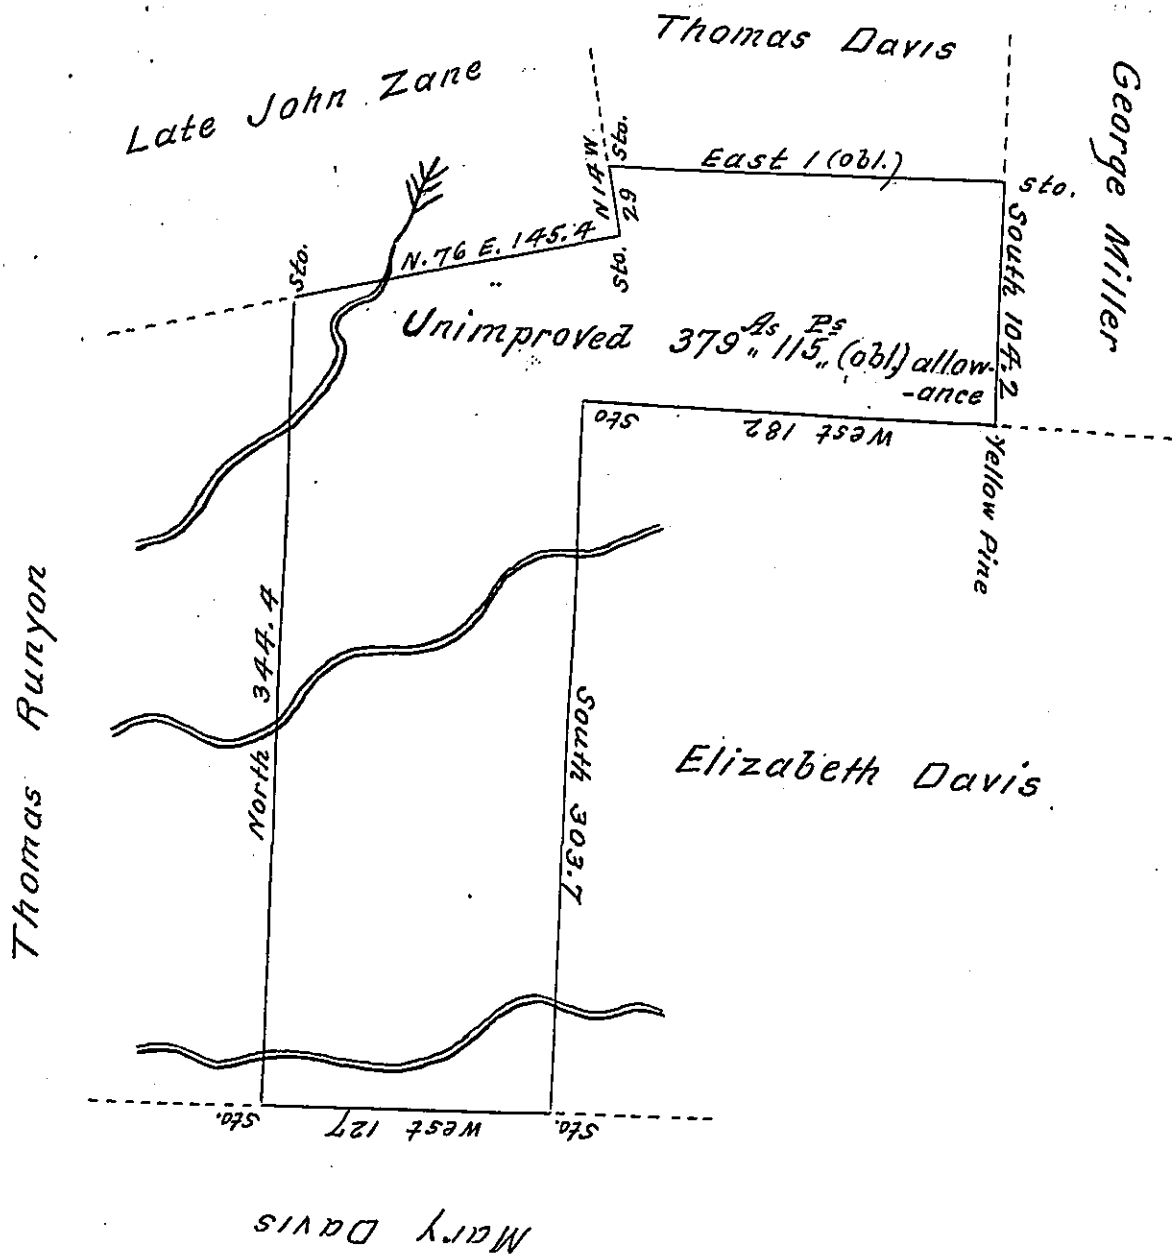 Thomas Davis
Late John Zane
George Miller
Sto.
East 1 (obl.)
Sto.
N 14 W
29
Sto.
N. 76 E. 145.4
Sto.
South 104.2
Unimproved 379 As „ 115 Ps „ (obl.) allow-
-ance
Sto
West 182
Yellow Pine
Thomas Runyon
North 344.4
South 303.7
Elizabeth Davis
Sto.
West 127
Sto.
Mary Davis